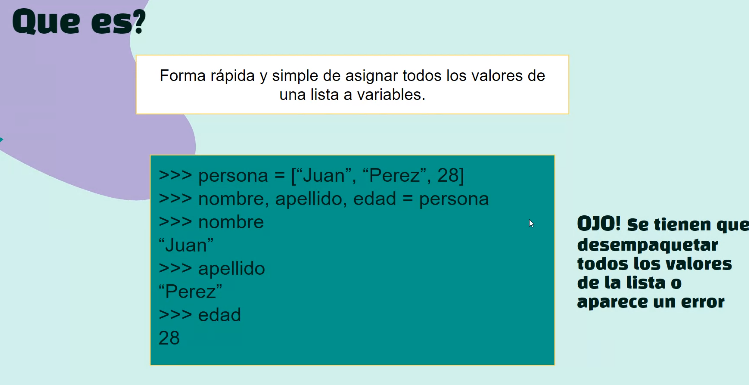 Que es?
Forma rápida y simple de asignar todos los valores de
una lista a variables.
>>> persona = [“Juan”, “Perez”, 28]
>>> nombre, apellido, edad = persona
>>> nombre
“Juan”
>>> apellido
“Perez”
>>> edad
28
OJO! Se tienen que
desempaquetar
todos los valores
de la lista o
aparece un error